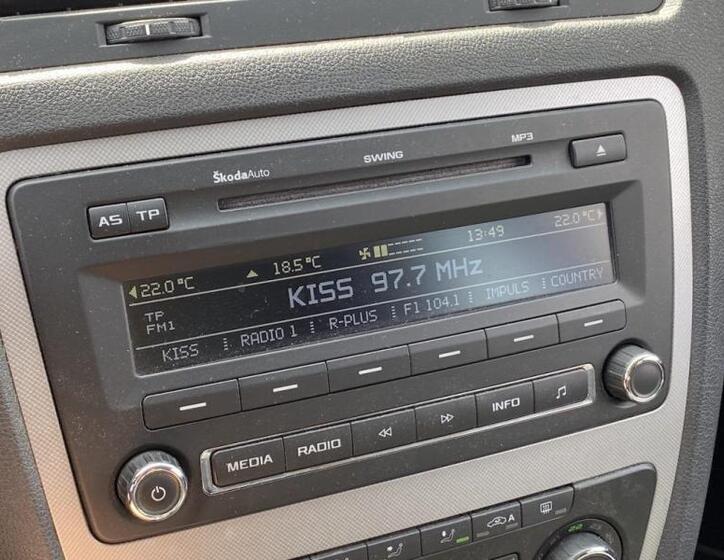 ŠkodaAuto SWING MP3
AS TP
22.0°C 18.5°C 13:49 22.0°C
TP KISS 97.7 MHz
FM1
KISS RADIO 1 R-PLUS F1 104.1 IMPULS COUNTRY
MEDIA RADIO INFO
A
22